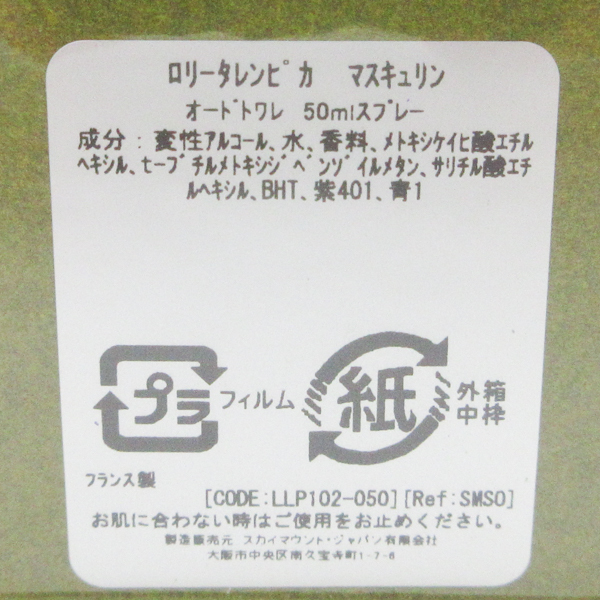 ロリータレンピカ　マスキュリン
オードトワレ　50mlスプレー
成分：変性アルコール、水、香料、メトキシケイヒ酸エチル
ヘキシル、t-ブチルメトキシジベンゾイルメタン、サリチル酸エチ
ルヘキシル、BHT、紫401、青1
プラ フィルム
紙 外箱
中枠
フランス製
[CODE:LLP102-050][Ref:SMSO]
お肌に合わない時はご使用をお止めください。
製造販売元 スカイマウント・ジャパン有限会社
大阪市中央区南久宝寺町1-7-6